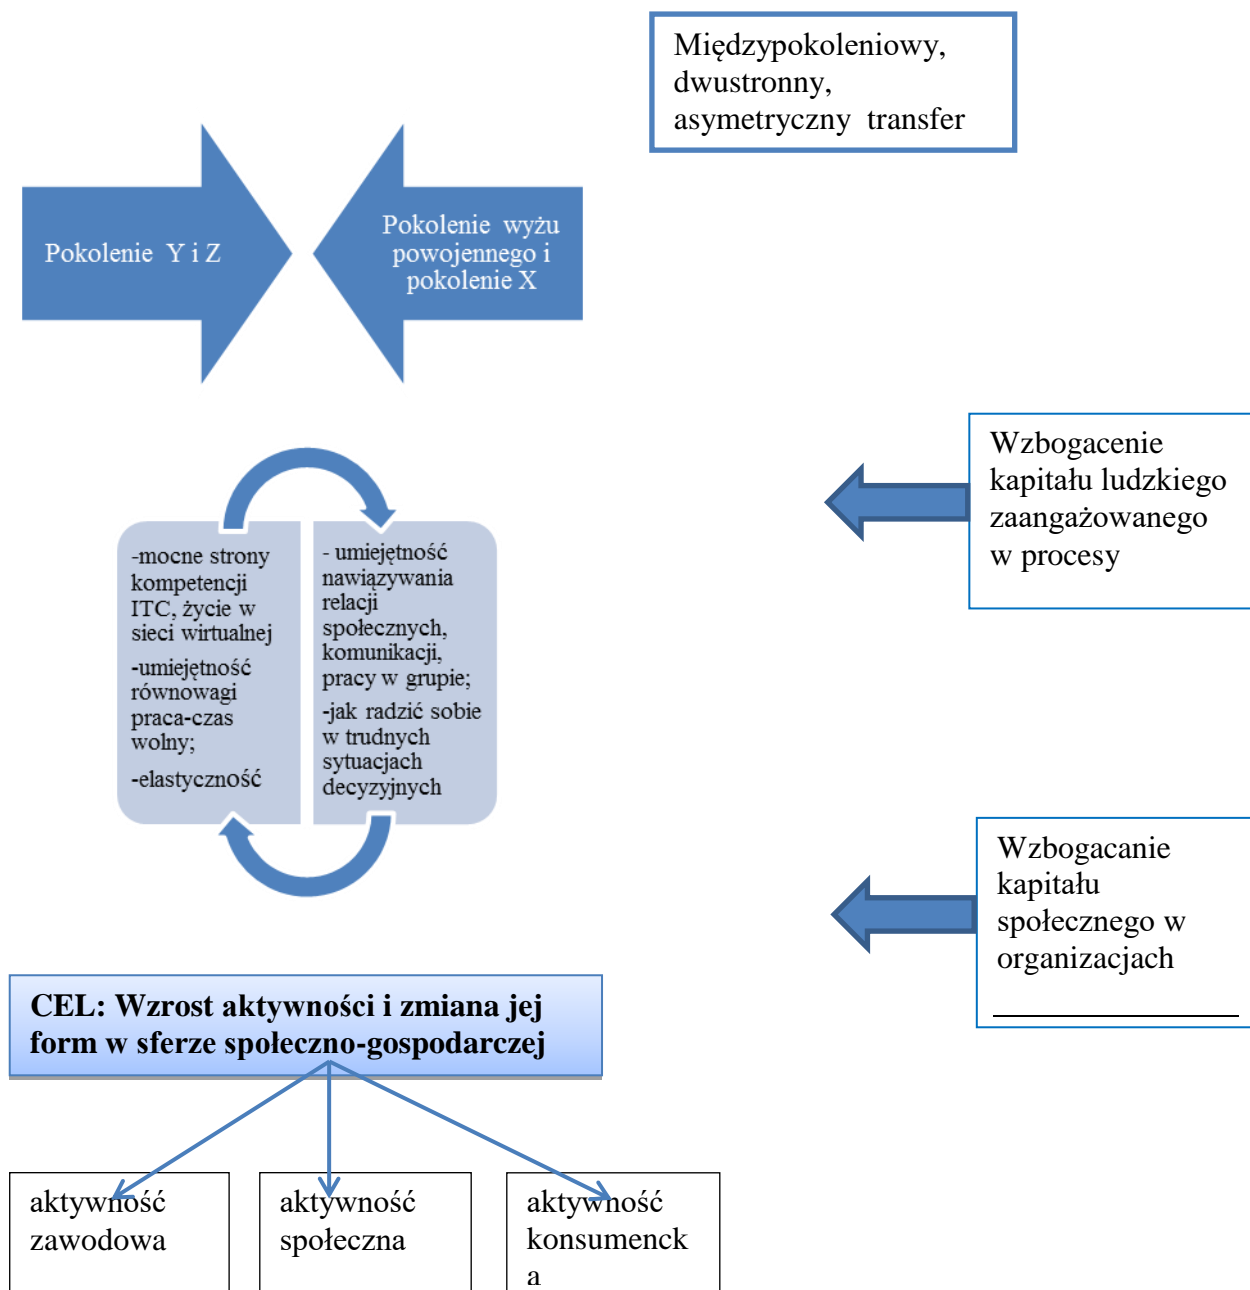 Międzypokoleniowy,
dwustronny,
asymetryczny transfer
Pokolenie Y i Z
Pokolenie wyżu
powojennego i
pokolenie X
Wzbogacenie
kapitału ludzkiego
zaangażowanego
w procesy
-mocne strony
kompetencji
ITC, życie w
sieci wirtualnej
-umiejętność
równowagi
praca-czas
wolny;
-elastyczność
- umiejętność
nawiązywania
relacji
społecznych,
komunikacji,
pracy w grupie;
-jak radzić sobie
w trudnych
sytuacjach
decyzyjnych
Wzbogacanie
kapitału
społecznego w
organizacjach
CEL: Wzrost aktywności i zmiana jej
form w sferze społeczno-gospodarczej
aktywność
zawodowa
aktywność
społeczna
aktywność
konsumenck
a